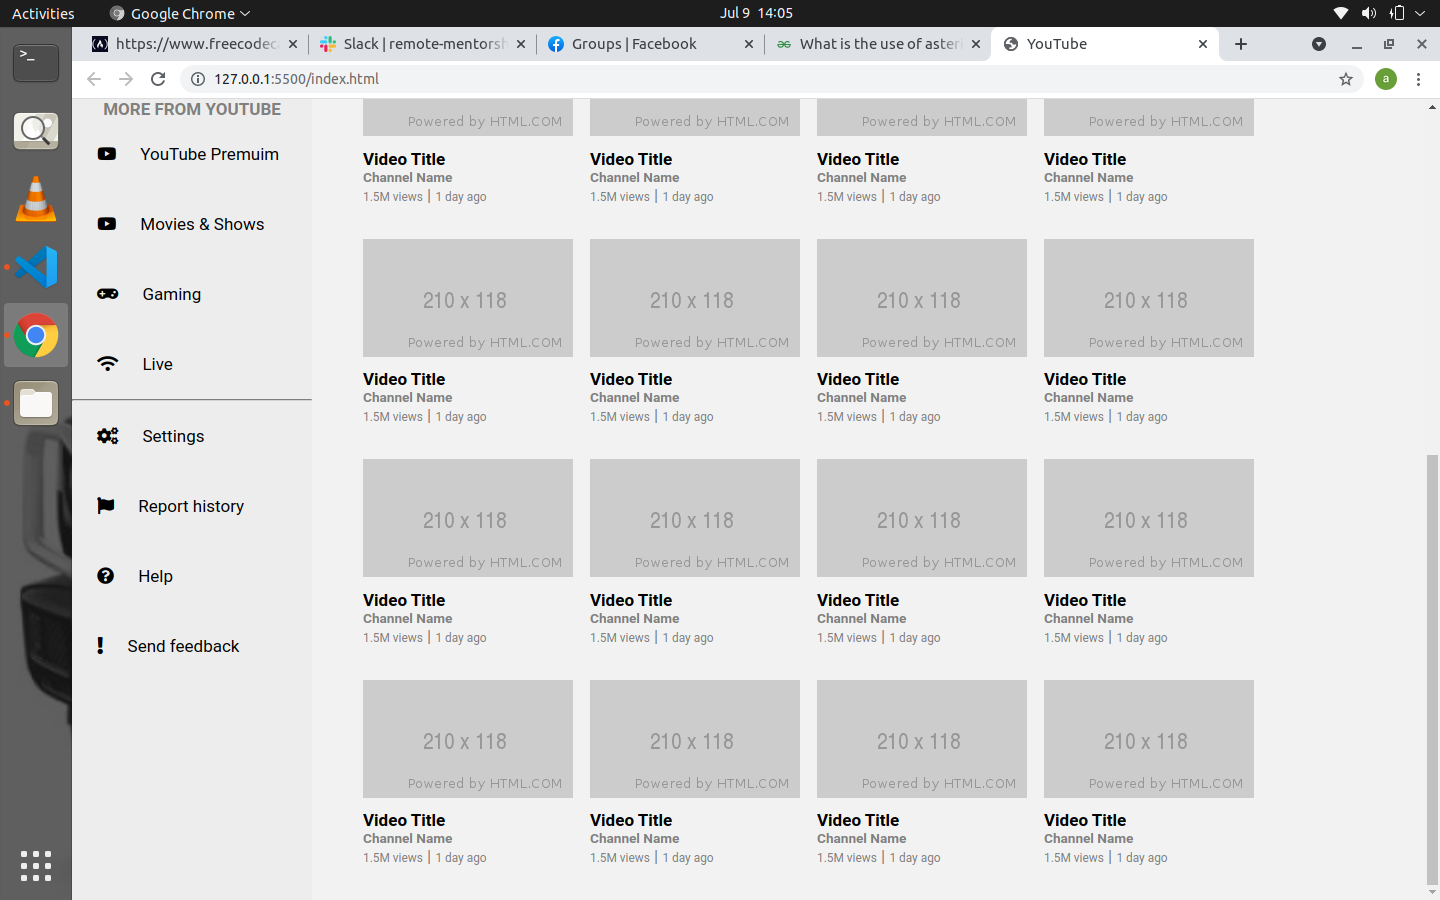 Activities Google Chrome Jul 9 14:05
https://www.freecodec Slack | remote-mentorsh Groups | Facebook What is the use of aster YouTube
127.0.0.1:5500/index.html a
MORE FROM YOUTUBE
YouTube Premuim
Movies & Shows
Gaming
Live
Settings
Report history
Help
Send feedback
Powered by HTML.COM Powered by HTML.COM Powered by HTML.COM Powered by HTML.COM
Video Title Video Title Video Title Video Title
Channel Name Channel Name Channel Name Channel Name
1.5M views | 1 day ago 1.5M views | 1 day ago 1.5M views | 1 day ago 1.5M views | 1 day ago
210 x 118 210 x 118 210 x 118 210 x 118
Powered by HTML.COM Powered by HTML.COM Powered by HTML.COM Powered by HTML.COM
Video Title Video Title Video Title Video Title
Channel Name Channel Name Channel Name Channel Name
1.5M views | 1 day ago 1.5M views | 1 day ago 1.5M views | 1 day ago 1.5M views | 1 day ago
210 x 118 210 x 118 210 x 118 210 x 118
Powered by HTML.COM Powered by HTML.COM Powered by HTML.COM Powered by HTML.COM
Video Title Video Title Video Title Video Title
Channel Name Channel Name Channel Name Channel Name
1.5M views | 1 day ago 1.5M views | 1 day ago 1.5M views | 1 day ago 1.5M views | 1 day ago
210 x 118 210 x 118 210 x 118 210 x 118
Powered by HTML.COM Powered by HTML.COM Powered by HTML.COM Powered by HTML.COM
Video Title Video Title Video Title Video Title
Channel Name Channel Name Channel Name Channel Name
1.5M views | 1 day ago 1.5M views | 1 day ago 1.5M views | 1 day ago 1.5M views | 1 day ago